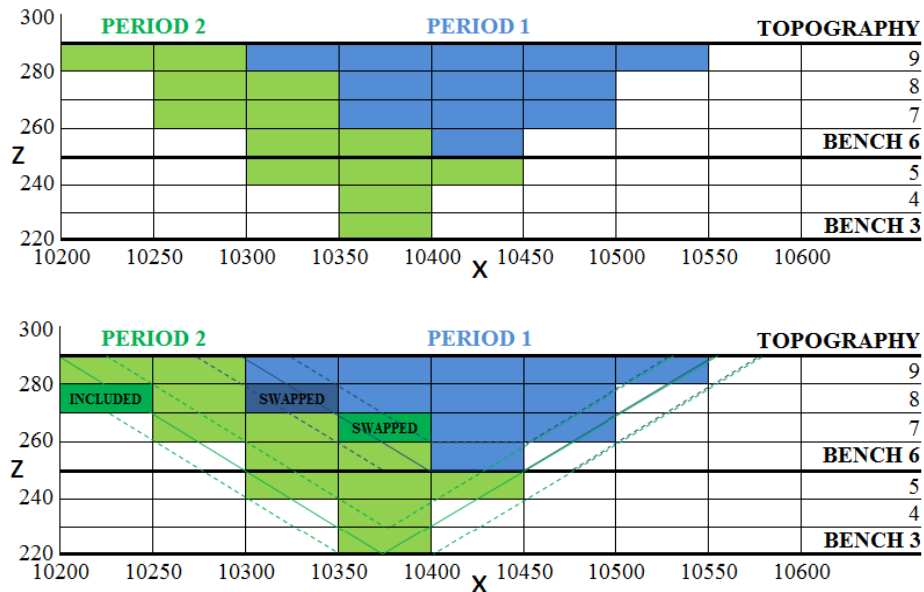 300 PERIOD 2 PERIOD 1 TOPOGRAPHY
9
280
8
7
260
BENCH 6
Z
5
240
4
BENCH 3
220
10200 10250 10300 10350 10400 10450 10500 10550 10600
X
300 PERIOD 2 PERIOD 1 TOPOGRAPHY
9
280
INCLUDED SWAPPED 8
SWAPPED 7
260
BENCH 6
Z
5
240
4
BENCH 3
220
10200 10250 10300 10350 10400 10450 10500 10550 10600
X